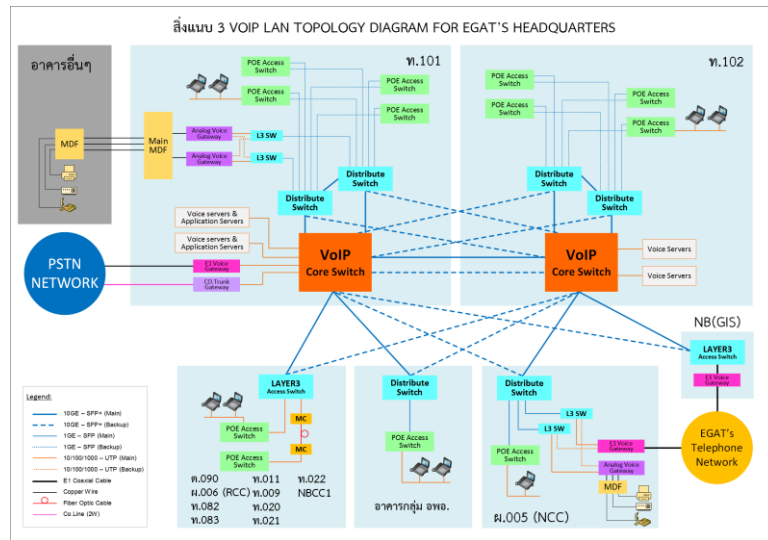 สิ่งแนบ 3 VOIP LAN TOPOLOGY DIAGRAM FOR EGAT'S HEADQUARTERS
อาคารอื่นๆ
MDF
Main
MDF
ท.101
POE Access
Switch
POE Access
Switch
POE Access
Switch
POE Access
Switch
POE Access
Switch
Analog Voice
Gateway
L3 SW
Analog Voice
Gateway
L3 SW
Distribute
Switch
Distribute
Switch
Voice servers &
Application Servers
Voice servers &
Application Servers
VoIP
Core Switch
E1 Voice
Gateway
CO.Trunk
Gateway
PSTN
NETWORK
ท.102
POE Access
Switch
POE Access
Switch
POE Access
Switch
POE Access
Switch
POE Access
Switch
Distribute
Switch
Distribute
Switch
VoIP
Core Switch
Voice Servers
Voice Servers
NB(GIS)
LAYER3
Access Switch
E1 Voice
Gateway
EGAT's
Telephone
Network
LAYER3
Access Switch
MC
POE Access
Switch
MC
POE Access
Switch
ต.090 ท.011 ท.022
ผ.006 (RCC) ท.009 NBCC1
ท.082 ท.020
ท.083 ท.021
Distribute
Switch
POE Access
Switch
อาคารกลุ่ม อพอ.
Distribute
Switch
L3 SW
L3 SW
E1 Voice
Gateway
POE Access
Switch
Analog Voice
Gateway
MDF
ผ.005 (NCC)
Legend:
10GE – SFP+ (Main)
10GE – SFP+ (Backup)
1GE – SFP (Main)
1GE – SFP (Backup)
10/100/1000 – UTP (Main)
10/100/1000 – UTP (Backup)
E1 Coaxial Cable
Copper Wire
Fiber Optic Cable
Co.Line (2W)